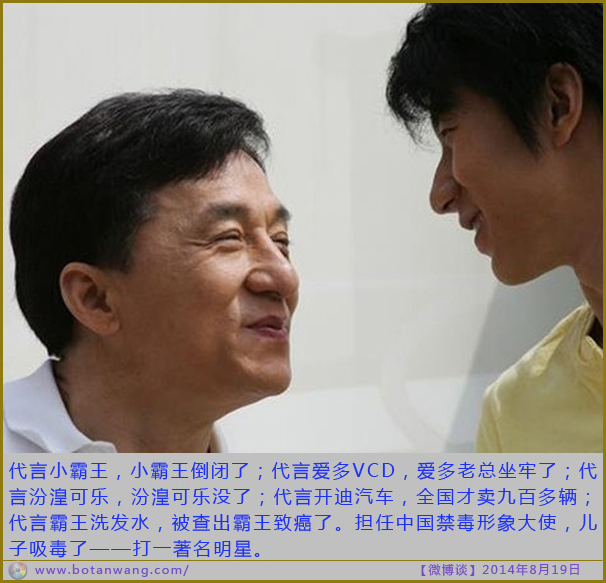 代言小霸王，小霸王倒闭了；代言爱多VCD，爱多老总坐牢了；代
言汾湟可乐，汾湟可乐没了；代言开迪汽车，全国才卖九百多辆；
代言霸王洗发水，被查出霸王致癌了。担任中国禁毒形象大使，儿
子吸毒了——打一著名明星。
www.botanwang.com/
【微博谈】2014年8月19日